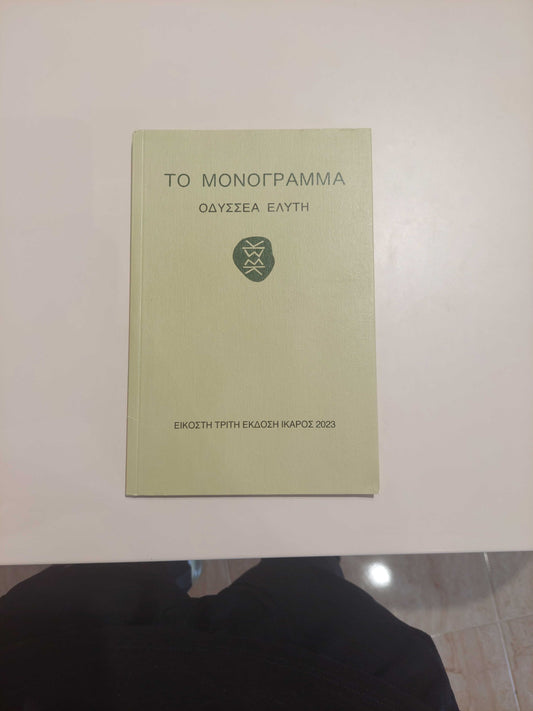 ΤΟ ΜΟΝΟΓΡΑΜΜΑ
ΟΔΥΣΣΕΑ ΕΛΥΤΗ
ΕΙΚΟΣΤΗ ΤΡΙΤΗ ΕΚΔΟΣΗ ΙΚΑΡΟΣ 2023